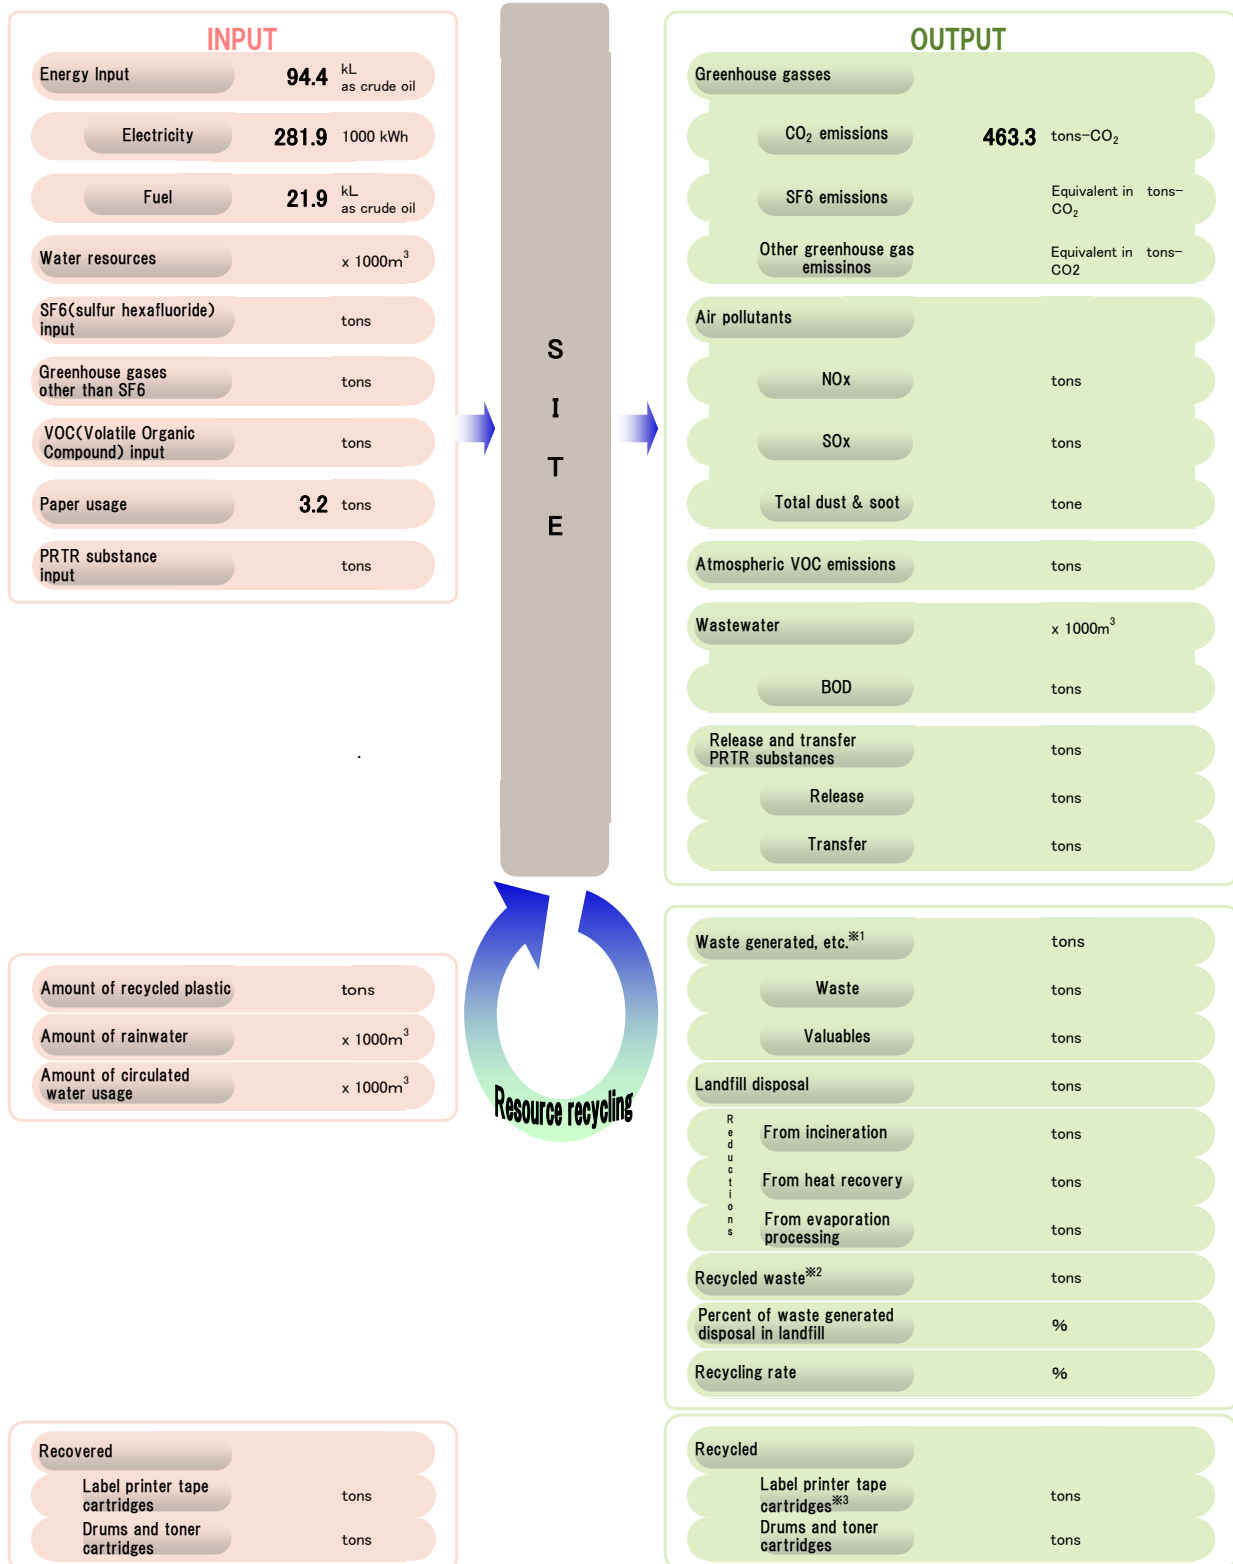 INPUT
Energy Input 94.4 kL
as crude oil
Electricity 281.9 1000 kWh
Fuel 21.9 kL
as crude oil
Water resources x 1000m³
SF6(sulfur hexafluoride)
input tons
Greenhouse gases
other than SF6 tons
VOC(Volatile Organic
Compound) input tons
Paper usage 3.2 tons
PRTR substance
input tons
S
I
T
E
OUTPUT
Greenhouse gasses
CO₂ emissions 463.3 tons-CO₂
SF6 emissions Equivalent in tons-
CO₂
Other greenhouse gas
emissinos Equivalent in tons-
CO2
Air pollutants
NOx tons
SOx tons
Total dust & soot tone
Atmospheric VOC emissions tons
Wastewater x 1000m³
BOD tons
Release and transfer
PRTR substances tons
Release tons
Transfer tons
Amount of recycled plastic tons
Amount of rainwater x 1000m³
Amount of circulated
water usage x 1000m³
Resource recycling
Waste generated, etc.※1 tons
Waste tons
Valuables tons
Landfill disposal tons
Reductions
From incineration tons
From heat recovery tons
From evaporation
processing tons
Recycled waste※2 tons
Percent of waste generated
disposal in landfill %
Recycling rate %
Recovered
Label printer tape
cartridges tons
Drums and toner
cartridges tons
Recycled
Label printer tape
cartridges※3 tons
Drums and toner
cartridges tons